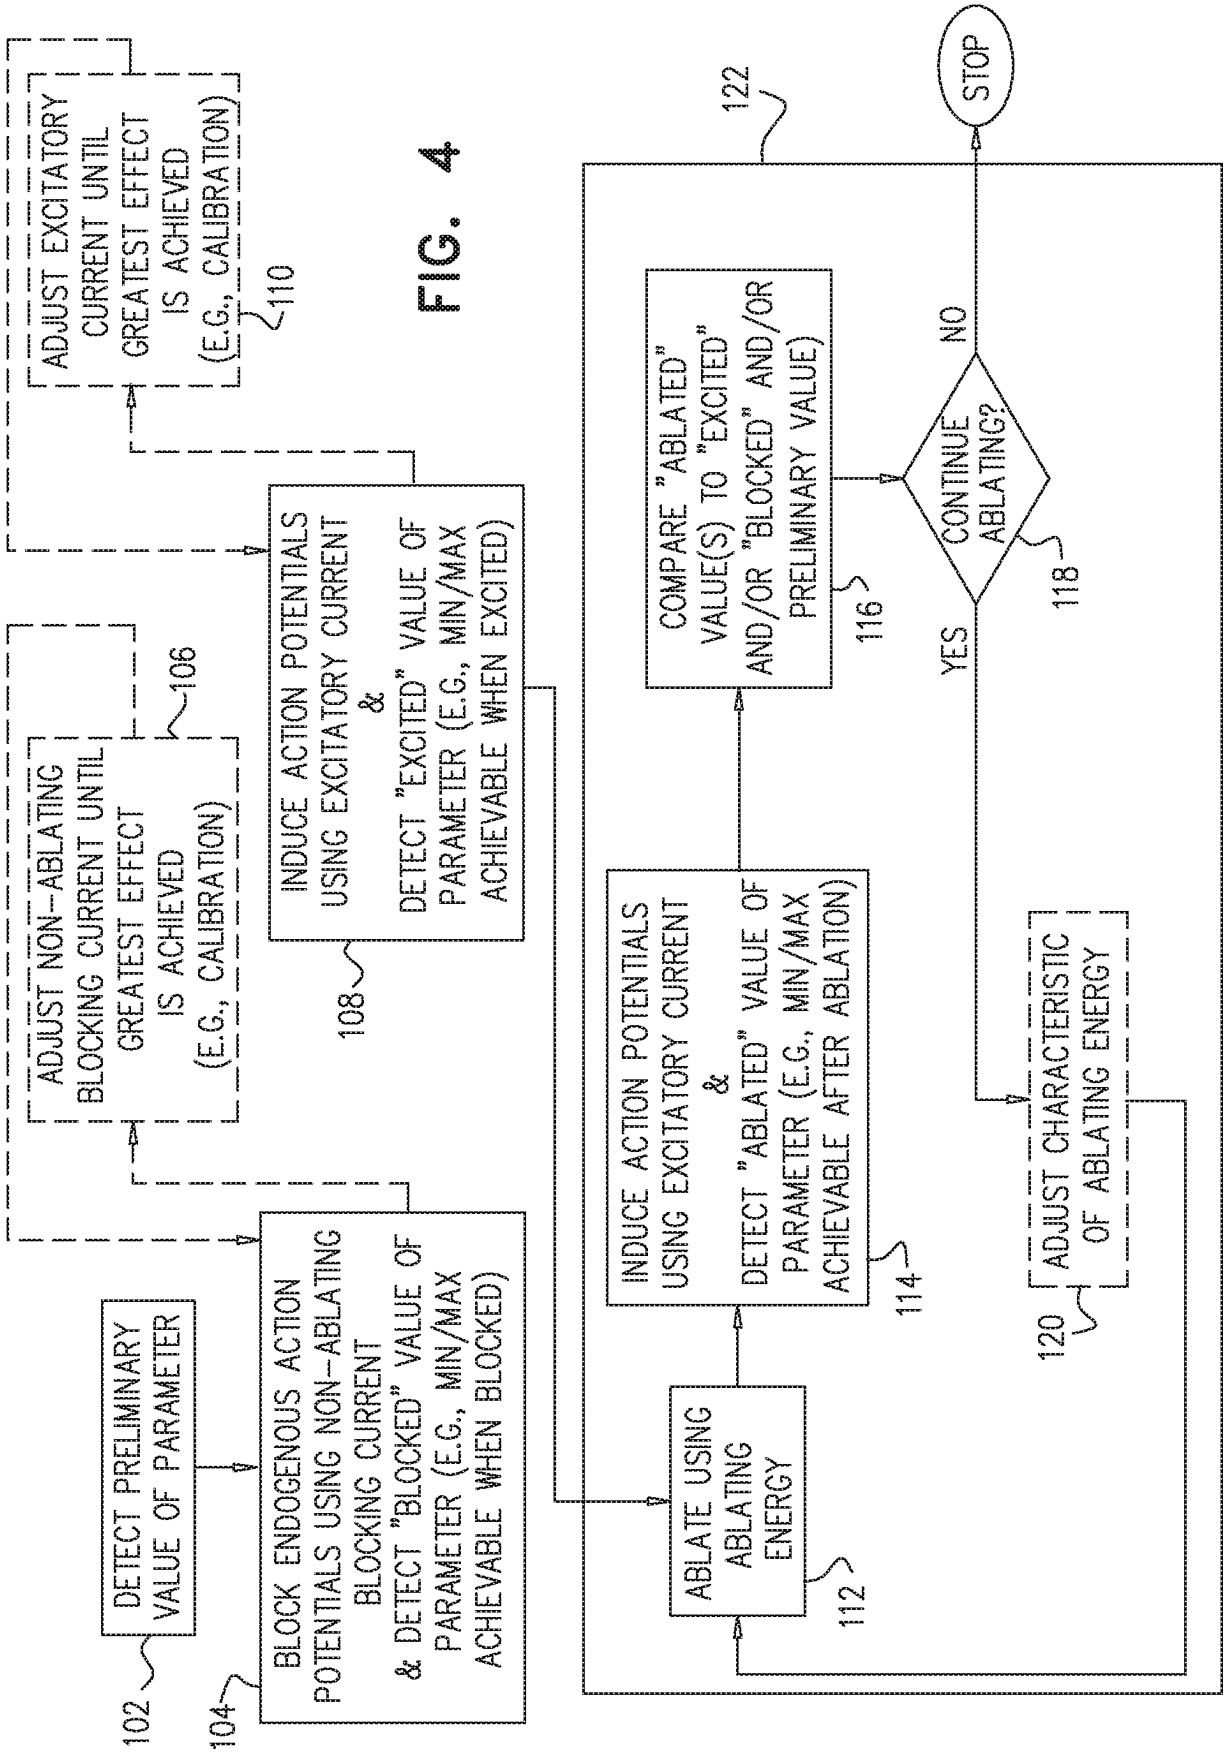 DETECT PRELIMINARY
VALUE OF PARAMETER
102
BLOCK ENDOGENOUS ACTION
POTENTIALS USING NON-ABLATING
BLOCKING CURRENT
& DETECT "BLOCKED" VALUE OF
PARAMETER (E.G., MIN/MAX
ACHIEVABLE WHEN BLOCKED)
104
ADJUST NON-ABLATING
BLOCKING CURRENT UNTIL
GREATEST EFFECT
IS ACHIEVED
(E.G., CALIBRATION)
106
INDUCE ACTION POTENTIALS
USING EXCITATORY CURRENT
&
DETECT "EXCITED" VALUE OF
PARAMETER (E.G., MIN/MAX
ACHIEVABLE WHEN EXCITED)
108
ADJUST EXCITATORY
CURRENT UNTIL
GREATEST EFFECT
IS ACHIEVED
(E.G., CALIBRATION)
110
FIG. 4
122
ABLATE USING
ABLATING
ENERGY
112
INDUCE ACTION POTENTIALS
USING EXCITATORY CURRENT
&
DETECT "ABLATED" VALUE OF
PARAMETER (E.G., MIN/MAX
ACHIEVABLE AFTER ABLATION)
114
COMPARE "ABLATED"
VALUE(S) TO "EXCITED"
AND/OR "BLOCKED" AND/OR
PRELIMINARY VALUE)
116
CONTINUE
ABLATING?
118
YES
NO
STOP
ADJUST CHARACTERISTIC
OF ABLATING ENERGY
120